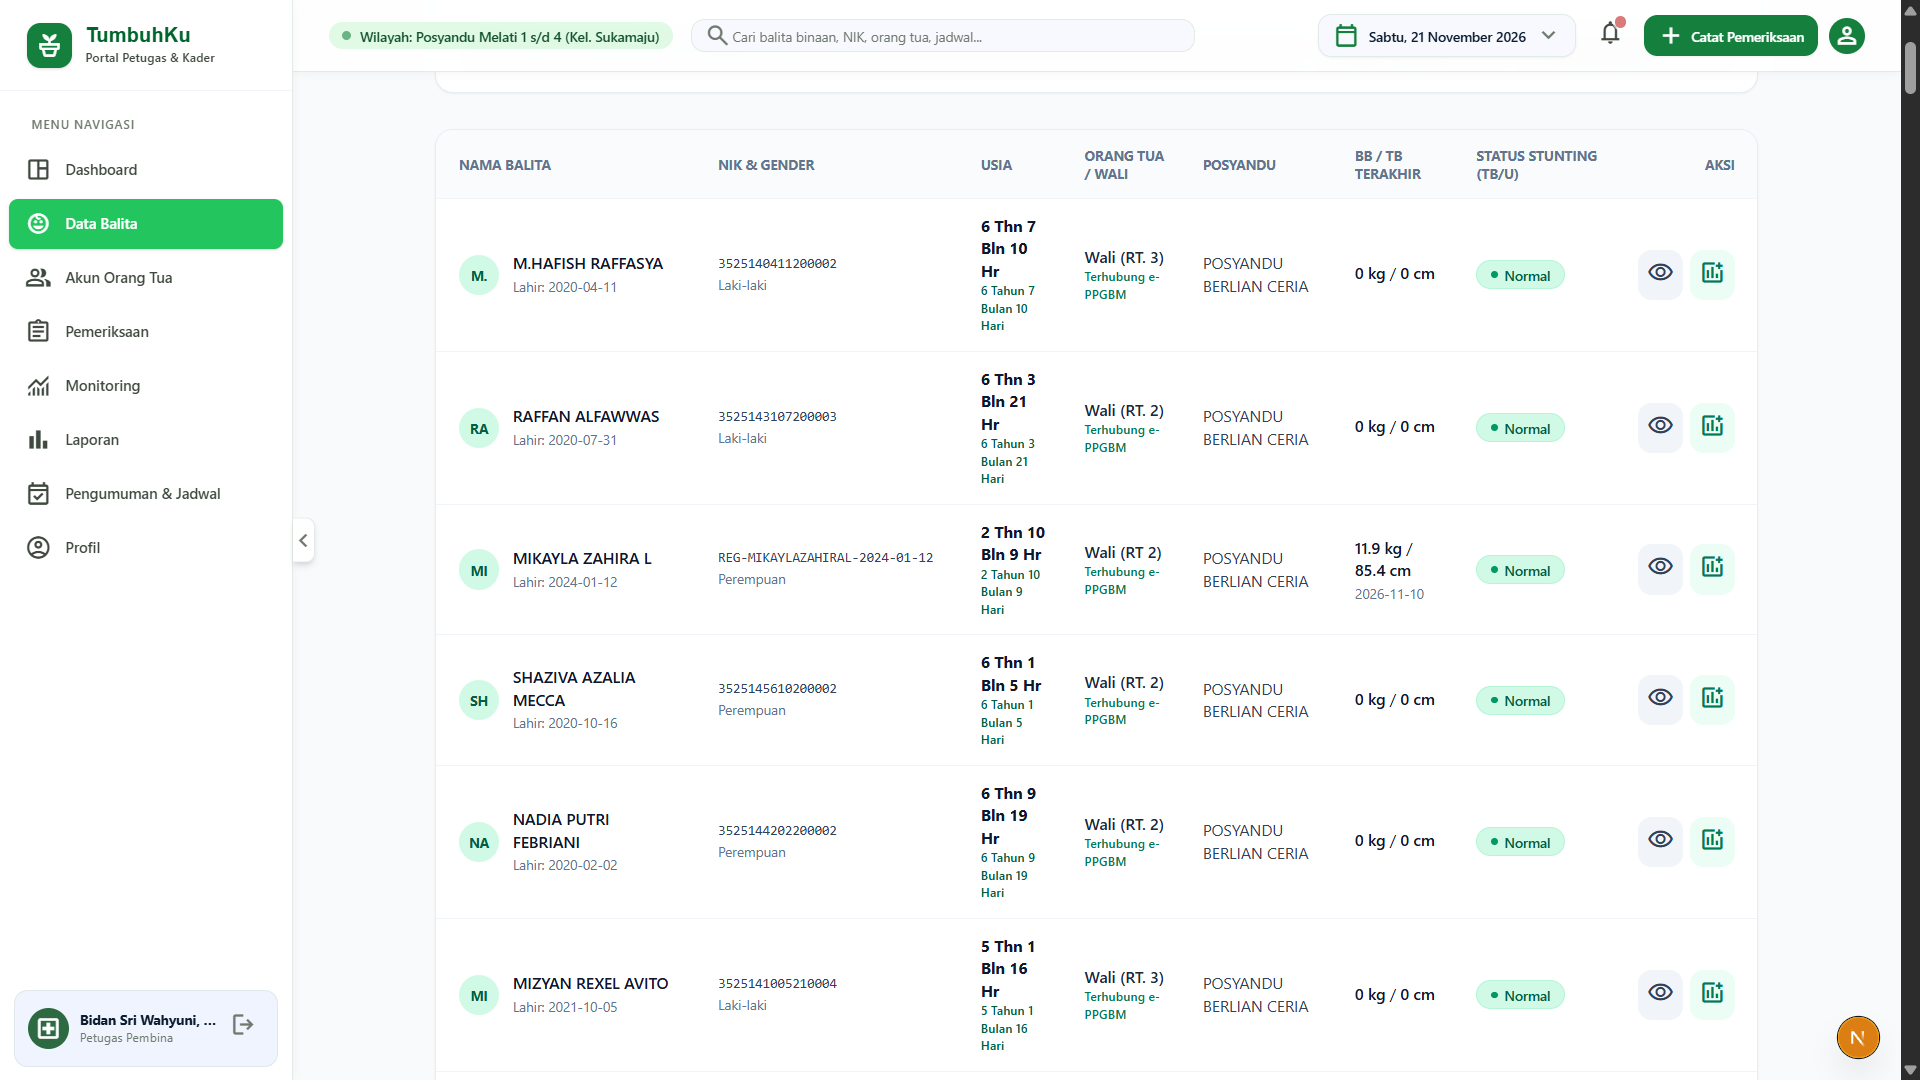 TumbuhKu
Portal Petugas & Kader
Wilayah: Posyandu Melati 1 s/d 4 (Kel. Sukamaju)
Cari balita binaan, NIK, orang tua, jadwal...
Sabtu, 21 November 2026
Catat Pemeriksaan
MENU NAVIGASI
Dashboard
Data Balita
Akun Orang Tua
Pemeriksaan
Monitoring
Laporan
Pengumuman & Jadwal
Profil
Bidan Sri Wahyuni, ...
Petugas Pembina
NAMA BALITA
NIK & GENDER
USIA
ORANG TUA
/ WALI
POSYANDU
BB / TB
TERAKHIR
STATUS STUNTING
(TB/U)
AKSI
M.
M.HAFISH RAFFASYA
Lahir: 2020-04-11
3525140411200002
Laki-laki
6 Thn 7
Bln 10
Hr
6 Tahun 7
Bulan 10
Hari
Wali (RT. 3)
Terhubung e-
PPGBM
POSYANDU
BERLIAN CERIA
0 kg / 0 cm
Normal
RA
RAFFAN ALFAWWAS
Lahir: 2020-07-31
3525143107200003
Laki-laki
6 Thn 3
Bln 21
Hr
6 Tahun 3
Bulan 21
Hari
Wali (RT. 2)
Terhubung e-
PPGBM
POSYANDU
BERLIAN CERIA
0 kg / 0 cm
Normal
MI
MIKAYLA ZAHIRA L
Lahir: 2024-01-12
REG-MIKAYLAZAHIRAL-2024-01-12
Perempuan
2 Thn 10
Bln 9 Hr
2 Tahun 10
Bulan 9
Hari
Wali (RT 2)
Terhubung e-
PPGBM
POSYANDU
BERLIAN CERIA
11.9 kg /
85.4 cm
2026-11-10
Normal
SH
SHAZIVA AZALIA
MECCA
Lahir: 2020-10-16
3525145610200002
Perempuan
6 Thn 1
Bln 5 Hr
6 Tahun 1
Bulan 5
Hari
Wali (RT. 2)
Terhubung e-
PPGBM
POSYANDU
BERLIAN CERIA
0 kg / 0 cm
Normal
NA
NADIA PUTRI
FEBRIANI
Lahir: 2020-02-02
3525144202200002
Perempuan
6 Thn 9
Bln 19
Hr
6 Tahun 9
Bulan 19
Hari
Wali (RT. 2)
Terhubung e-
PPGBM
POSYANDU
BERLIAN CERIA
0 kg / 0 cm
Normal
MI
MIZYAN REXEL AVITO
Lahir: 2021-10-05
3525141005210004
Laki-laki
5 Thn 1
Bln 16
Hr
5 Tahun 1
Bulan 16
Hari
Wali (RT. 3)
Terhubung e-
PPGBM
POSYANDU
BERLIAN CERIA
0 kg / 0 cm
Normal
N